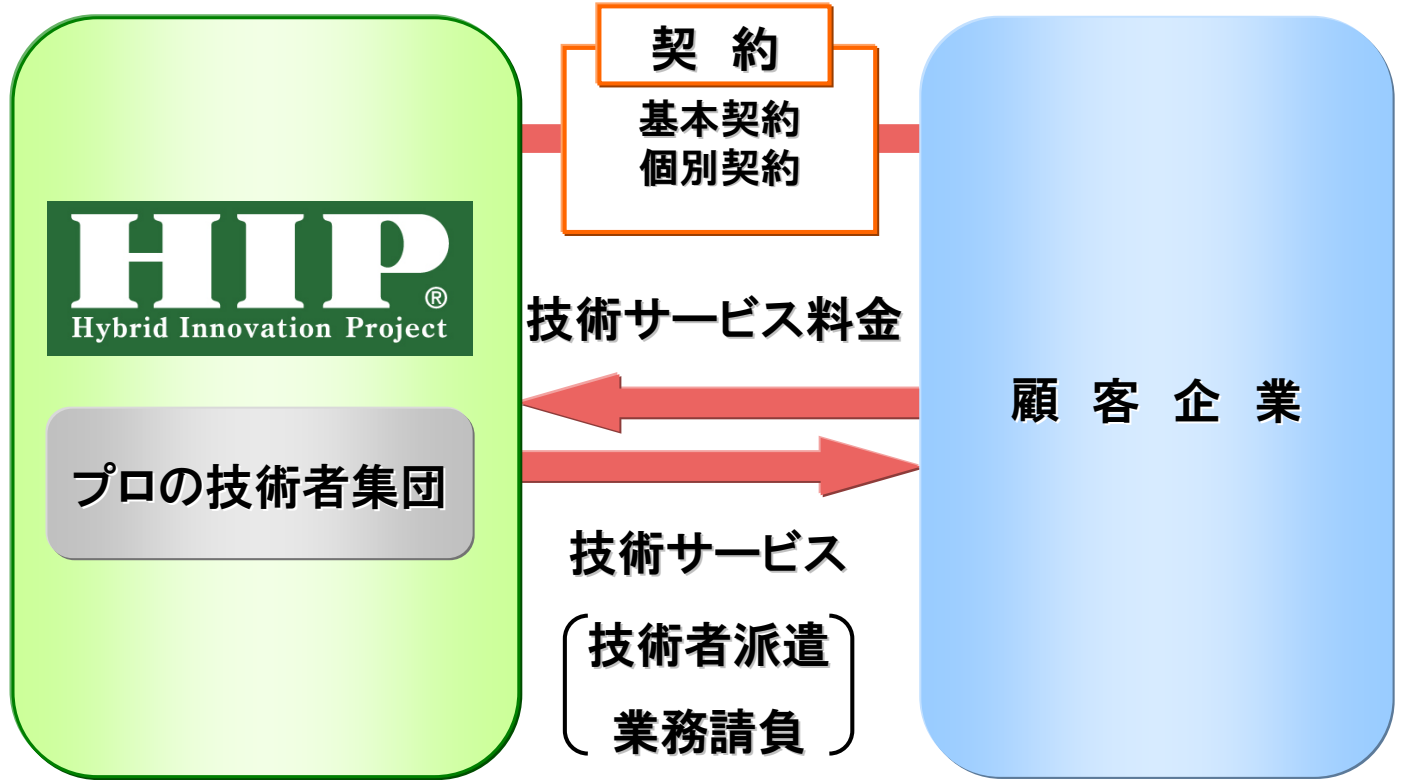 HIP®
Hybrid Innovation Project
プロの技術者集団
契 約
基本契約
個別契約
技術サービス料金
技術サービス
技術者派遣
業務請負
顧 客 企 業